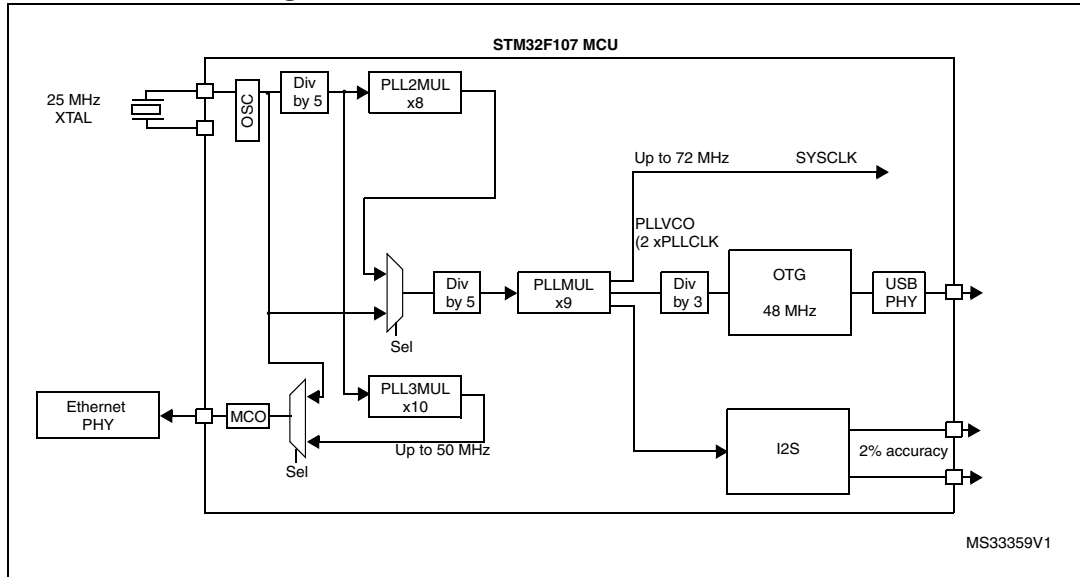 STM32F107 MCU
25 MHz
XTAL
OSC
Div
by 5
PLL2MUL
x8
Up to 72 MHz
SYSCLK
PLLVCO
(2 xPLLCLK
Div
by 5
PLLMUL
x9
Div
by 3
OTG
48 MHz
USB
PHY
Sel
Ethernet
PHY
MCO
PLL3MUL
x10
Up to 50 MHz
Sel
I2S
2% accuracy
MS33359V1